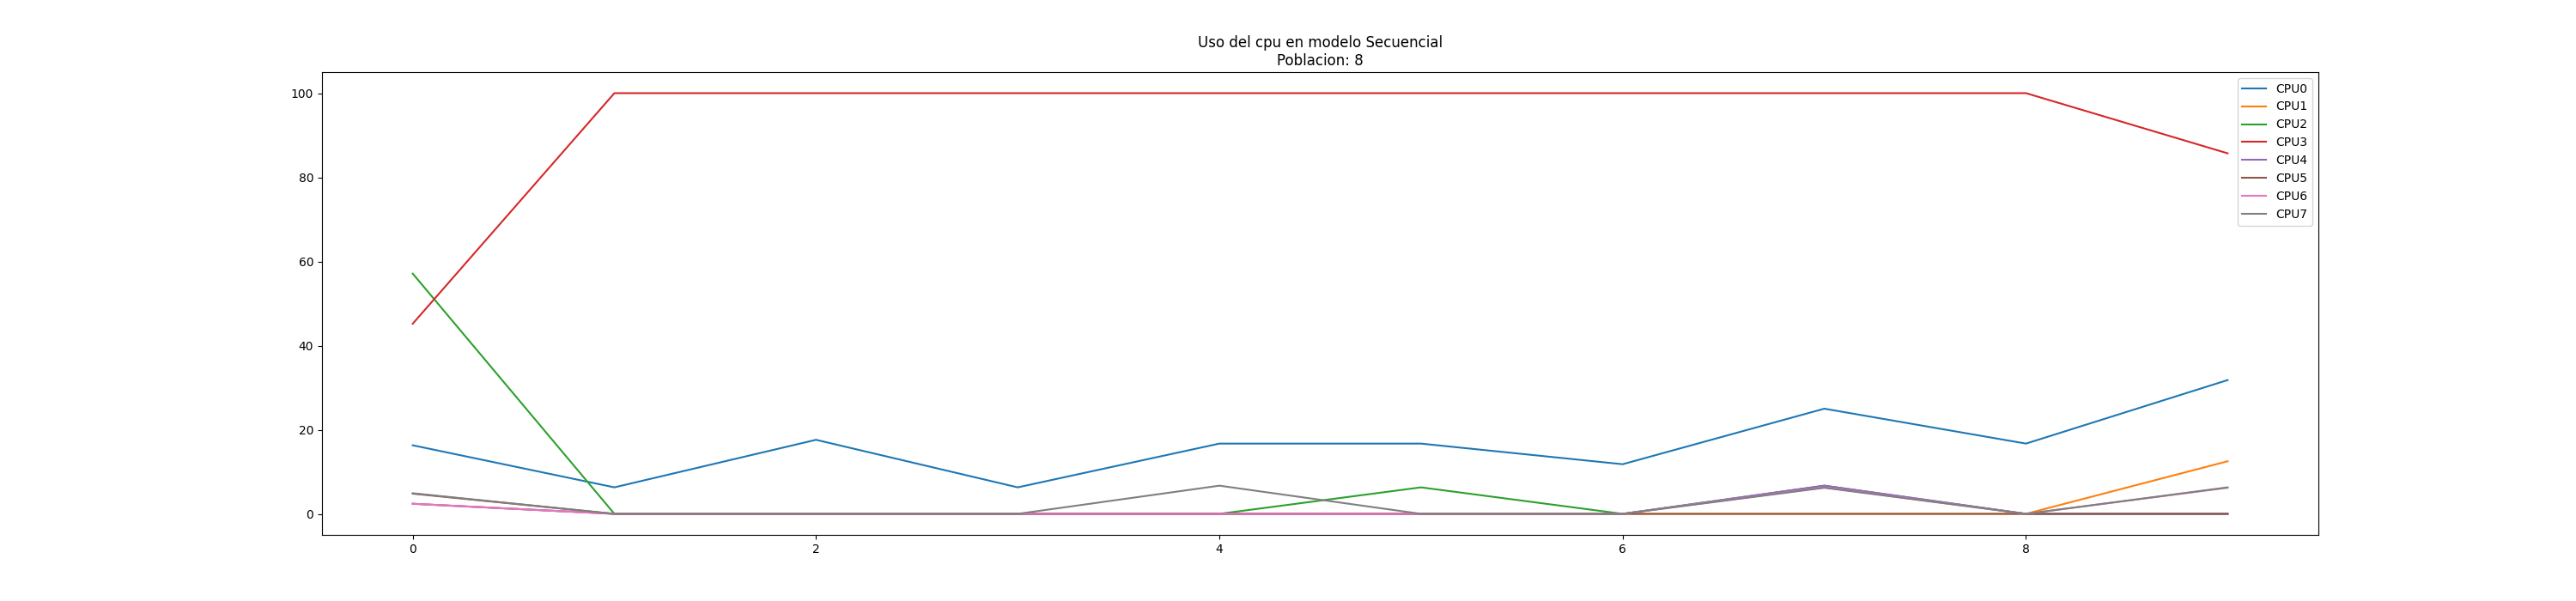 Uso del cpu en modelo Secuencial
Poblacion: 8
100
80
60
40
20
0
0
2
4
6
8
CPU0
CPU1
CPU2
CPU3
CPU4
CPU5
CPU6
CPU7